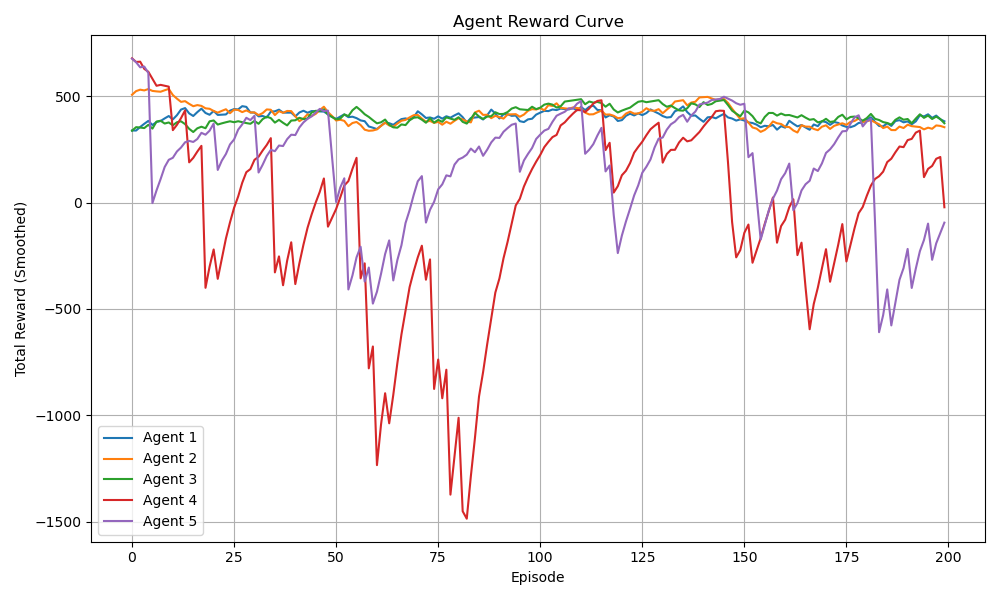 Agent Reward Curve
Total Reward (Smoothed)
500
0
−500
−1000
−1500
Agent 1
Agent 2
Agent 3
Agent 4
Agent 5
0 25 50 75 100 125 150 175 200
Episode